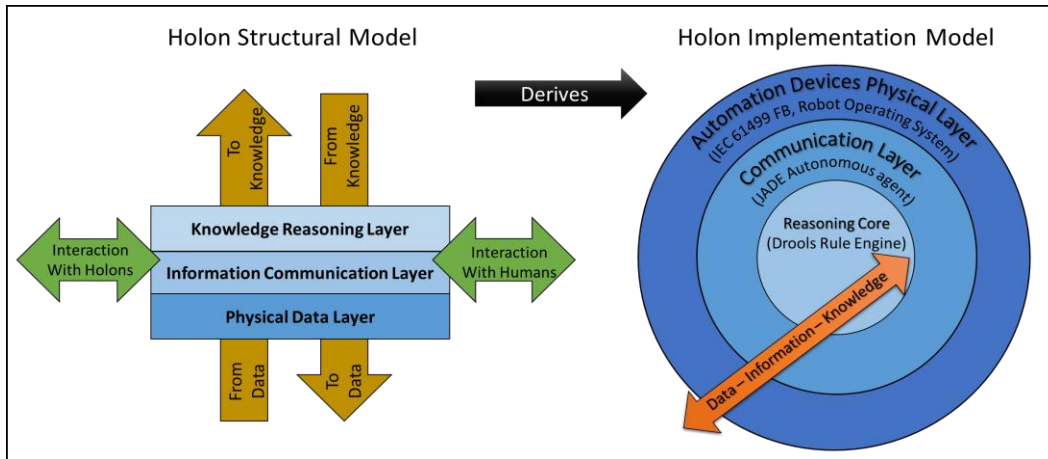 Holon Structural Model
Holon Implementation Model
Derives
To
Knowledge
From
Knowledge
Interaction
With Holons
Knowledge Reasoning Layer
Information Communication Layer
Physical Data Layer
Interaction
With Humans
From
Data
To
Data
Automation Devices Physical Layer
(IEC 61499 FB, Robot Operating System)
Communication Layer
(JADE Autonomous agent)
Reasoning Core
(Drools Rule Engine)
Data – Information – Knowledge